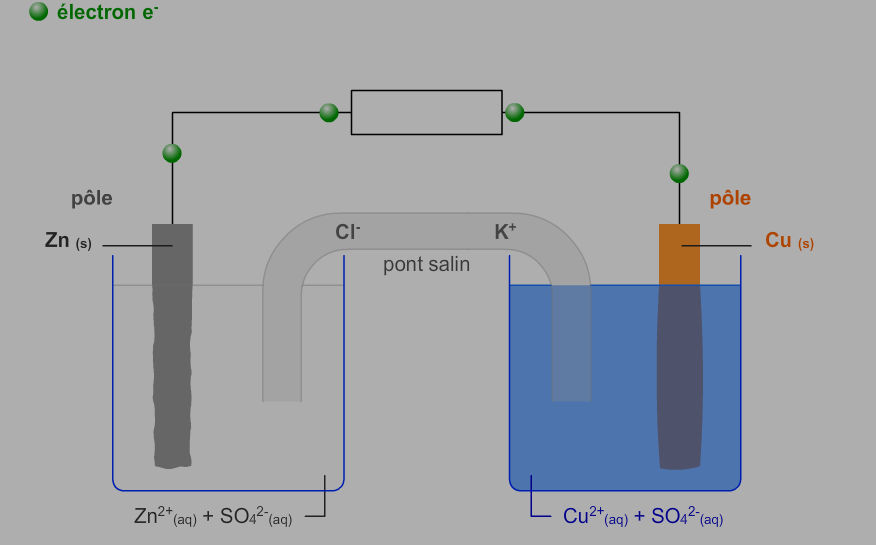 électron e⁻
pôle
pôle
Zn (s)
Cu (s)
Cl⁻
K⁺
pont salin
Zn²⁺(aq) + SO₄²⁻(aq)
Cu²⁺(aq) + SO₄²⁻(aq)